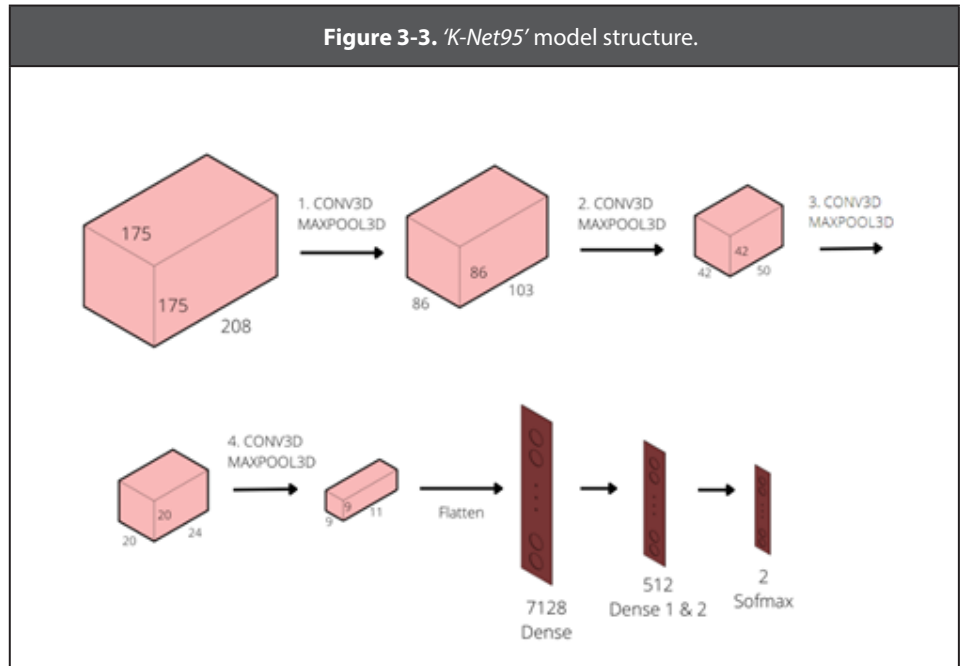 Figure 3-3. ‘K-Net95’ model structure.
175
175
208
1. CONV3D
MAXPOOL3D
86
86
103
2. CONV3D
MAXPOOL3D
42
42
50
3. CONV3D
MAXPOOL3D
20
20
24
4. CONV3D
MAXPOOL3D
9
9
11
Flatten
7128
Dense
512
Dense 1 & 2
2
Sofmax